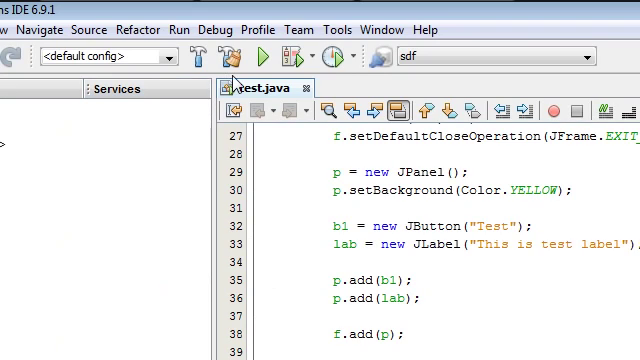 ns IDE 6.9.1
Navigate Source Refactor Run Debug Profile Team Tools Window Help
<default config> sdf
Services test.java
27 f.setDefaultCloseOperation(JFrame.EXIT_
28
29 p = new JPanel();
30 p.setBackground(Color.YELLOW);
31
32 b1 = new JButton("Test");
33 lab = new JLabel("This is test label")
34
35 p.add(b1);
36 p.add(lab);
37
38 f.add(p);
39